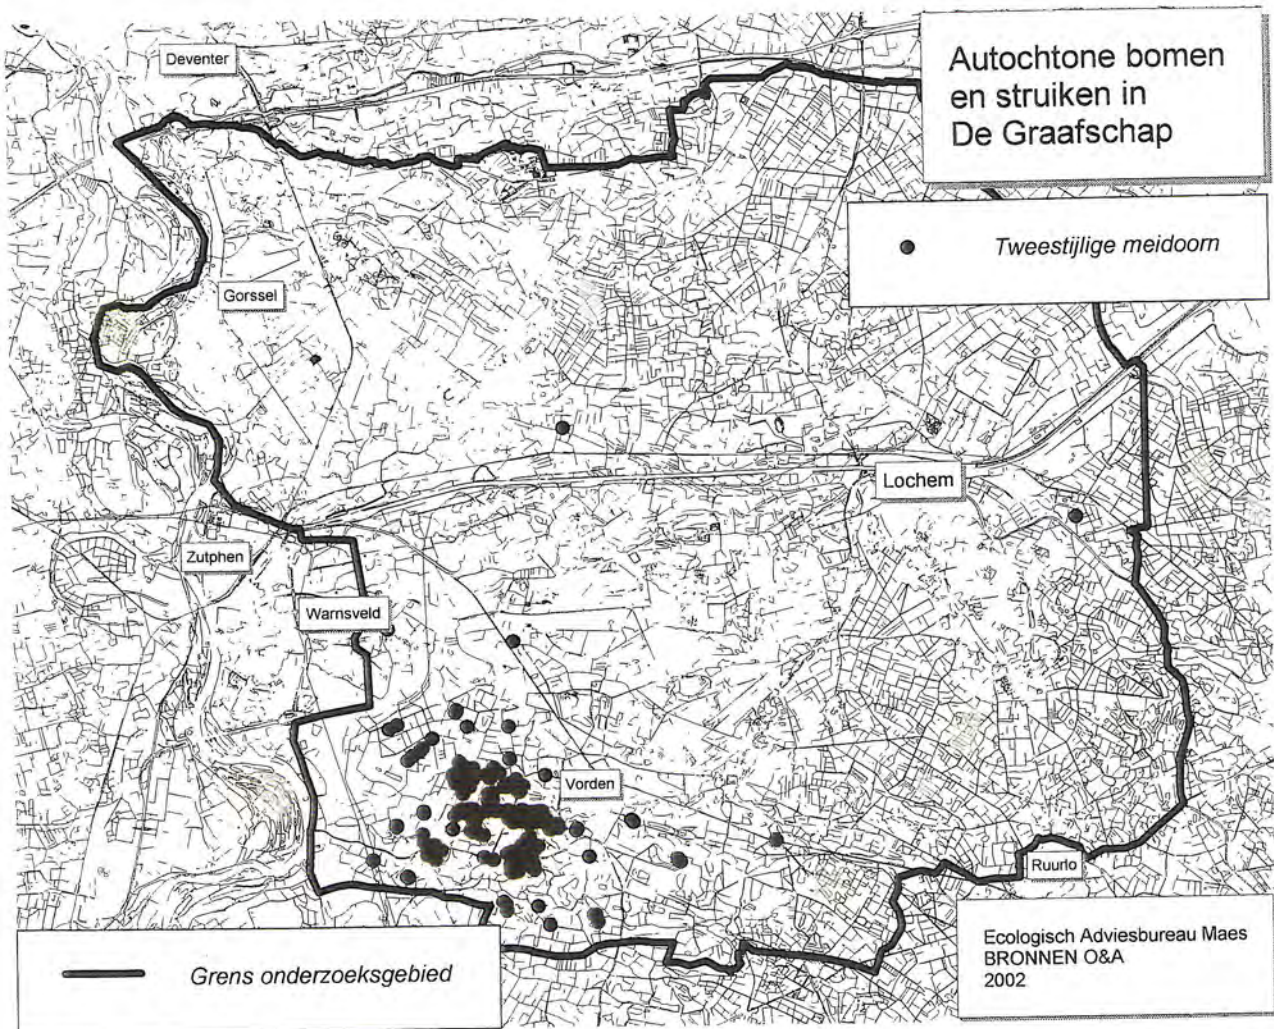 Autochtone bomen
en struiken in
De Graafschap
Tweestijlige meidoorn
Deventer
Gorssel
Lochem
Zutphen
Warnsveld
Vorden
Ruurlo
Grens onderzoeksgebied
Ecologisch Adviesbureau Maes
BRONNEN O&A
2002